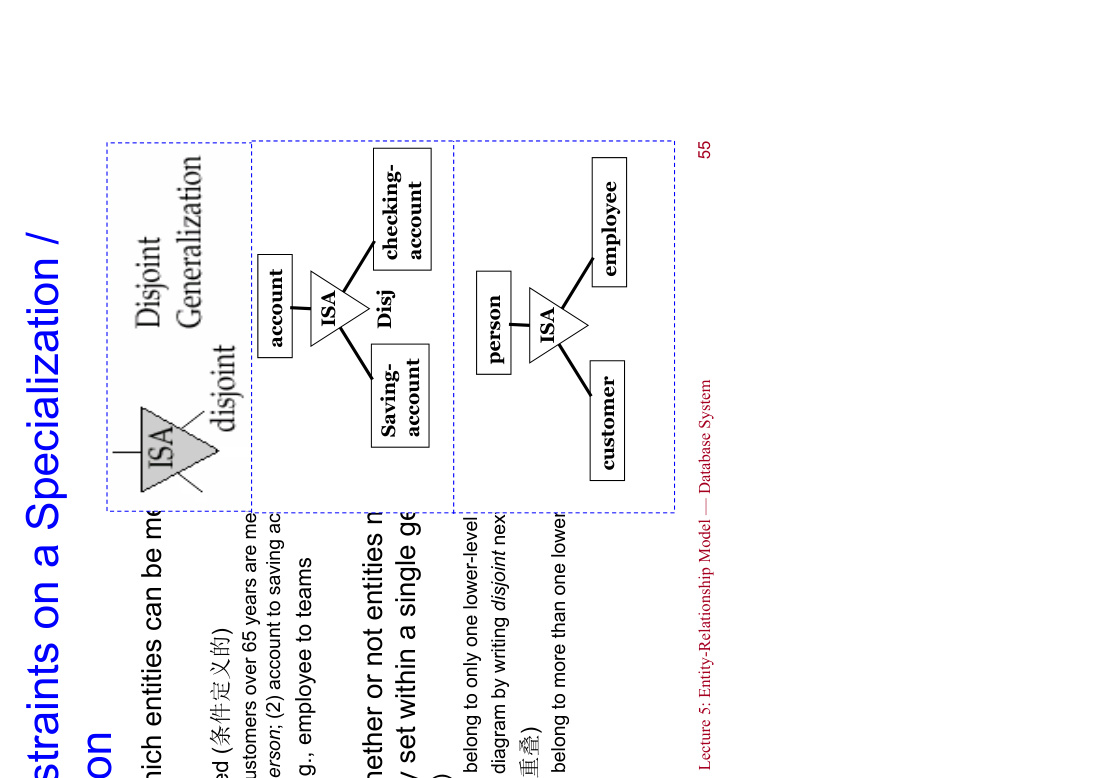 straints on a Specialization /
on
which entities can be me
ed (条件定义的)
ustomers over 65 years are me
erson; (2) account to saving ac
g., employee to teams
hether or not entities n
y set within a single ge
)
belong to only one lower-level
diagram by writing disjoint nex
重叠)
belong to more than one lower
ISA
disjoint
Disjoint
Generalization
account
ISA
Disj
Saving-
account
checking-
account
person
ISA
customer
employee
Lecture 5: Entity-Relationship Model — Database System
55